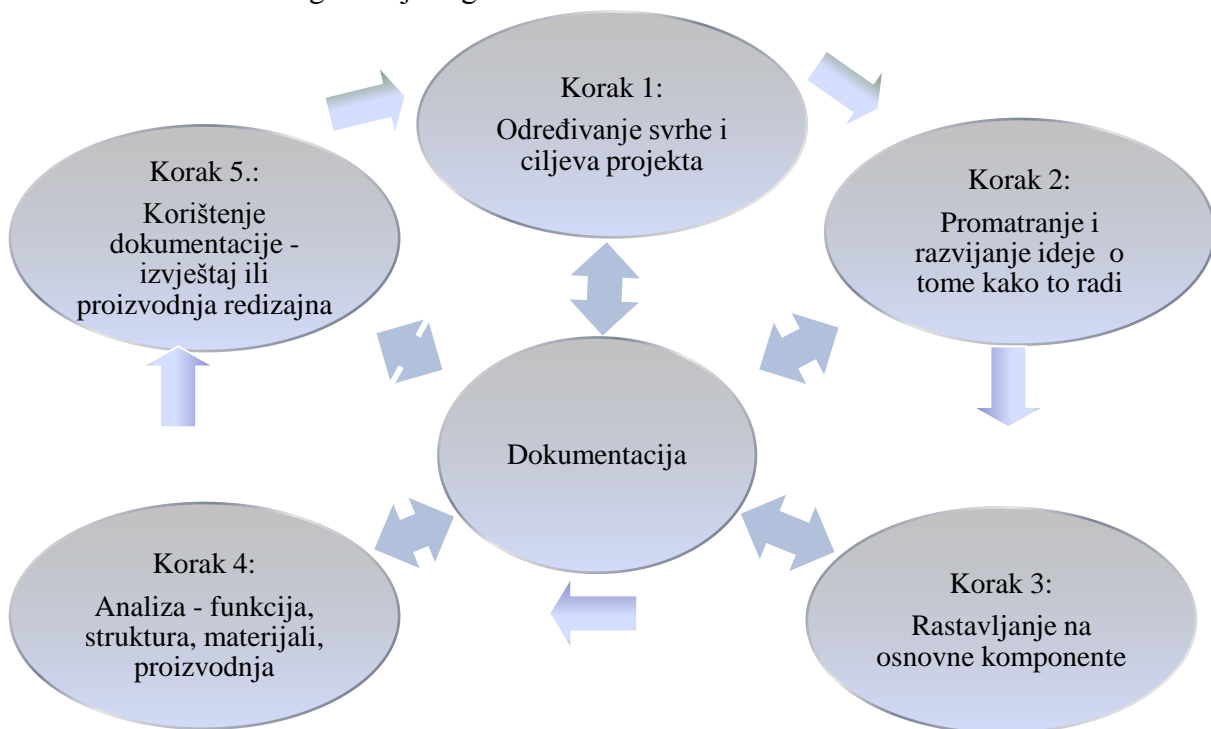 Korak 1:
Određivanje svrhe i
ciljeva projekta
Korak 2:
Promatranje i
razvijanje ideje o
tome kako to radi
Korak 3:
Rastavljanje na
osnovne komponente
Korak 4:
Analiza - funkcija,
struktura, materijali,
proizvodnja
Korak 5.:
Korištenje
dokumentacije -
izvještaj ili
proizvodnja redizajna
Dokumentacija